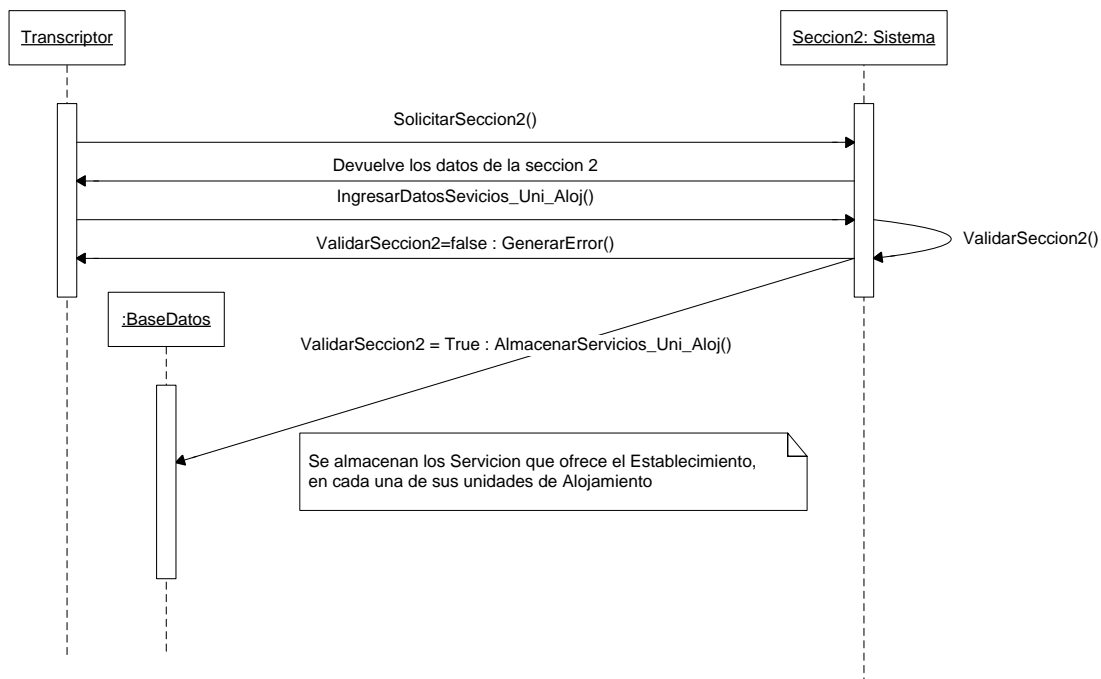 Transcriptor
Seccion2: Sistema
SolicitarSeccion2()
Devuelve los datos de la seccion 2
IngresarDatosSevicios_Uni_Aloj()
ValidarSeccion2=false : GenerarError()
ValidarSeccion2()
:BaseDatos
ValidarSeccion2 = True : AlmacenarServicios_Uni_Aloj()
Se almacenan los Servicion que ofrece el Establecimiento,
en cada una de sus unidades de Alojamiento